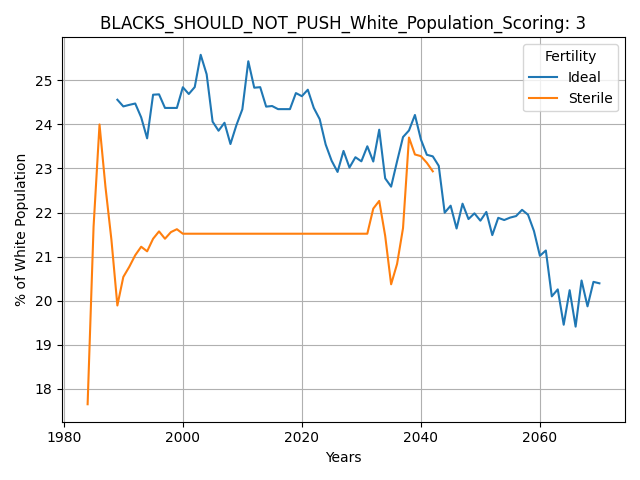 BLACKS_SHOULD_NOT_PUSH_White_Population_Scoring: 3
Fertility
Ideal
Sterile
% of White Population
25
24
23
22
21
20
19
18
1980
2000
2020
2040
2060
Years